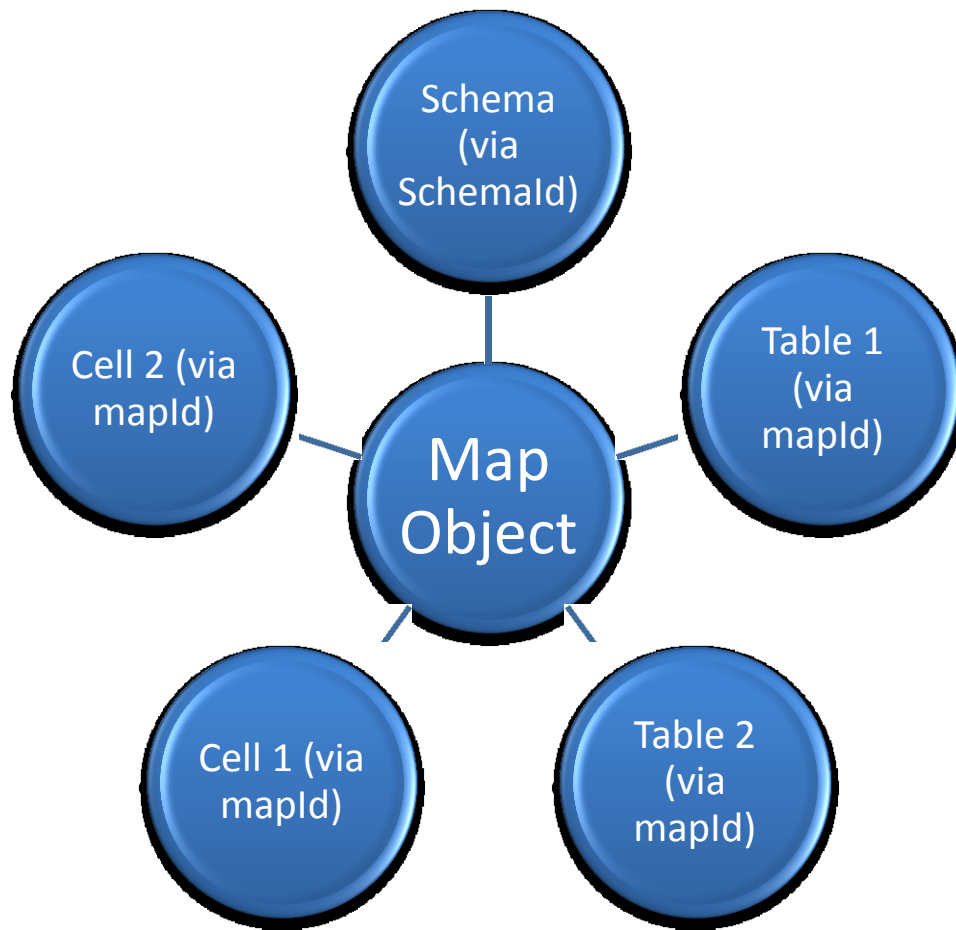 Schema
(via
SchemaId)
Cell 2 (via
mapId)
Table 1
(via
mapId)
Map
Object
Cell 1 (via
mapId)
Table 2
(via
mapId)